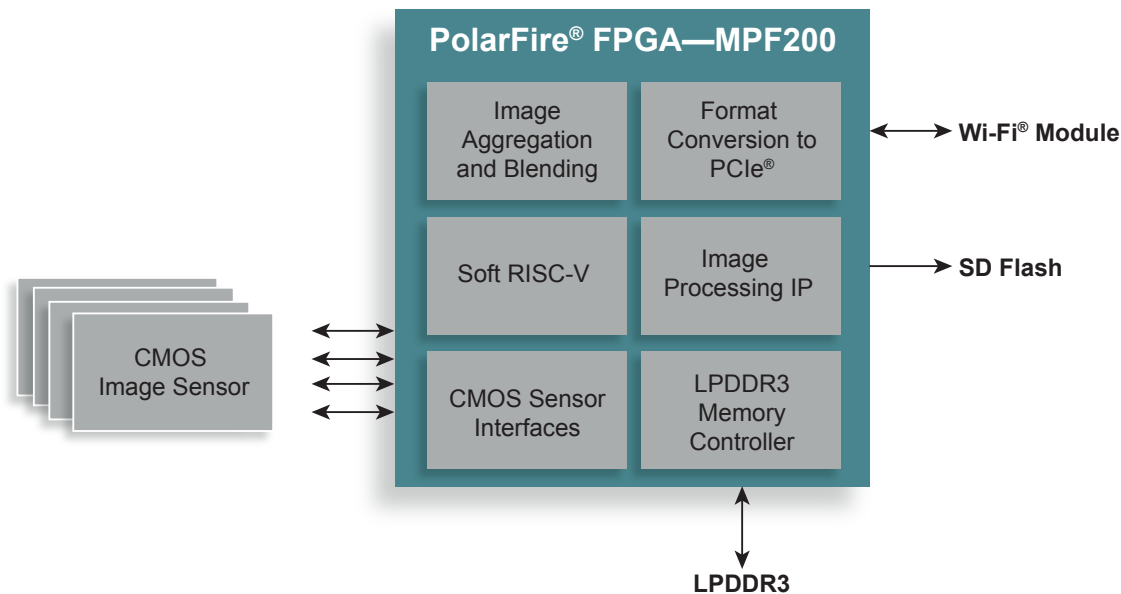 PolarFire® FPGA—MPF200
Image
Aggregation
and Blending
Format
Conversion to
PCIe®
Wi-Fi® Module
Soft RISC-V
Image
Processing IP
SD Flash
CMOS
Image Sensor
CMOS Sensor
Interfaces
LPDDR3
Memory
Controller
LPDDR3